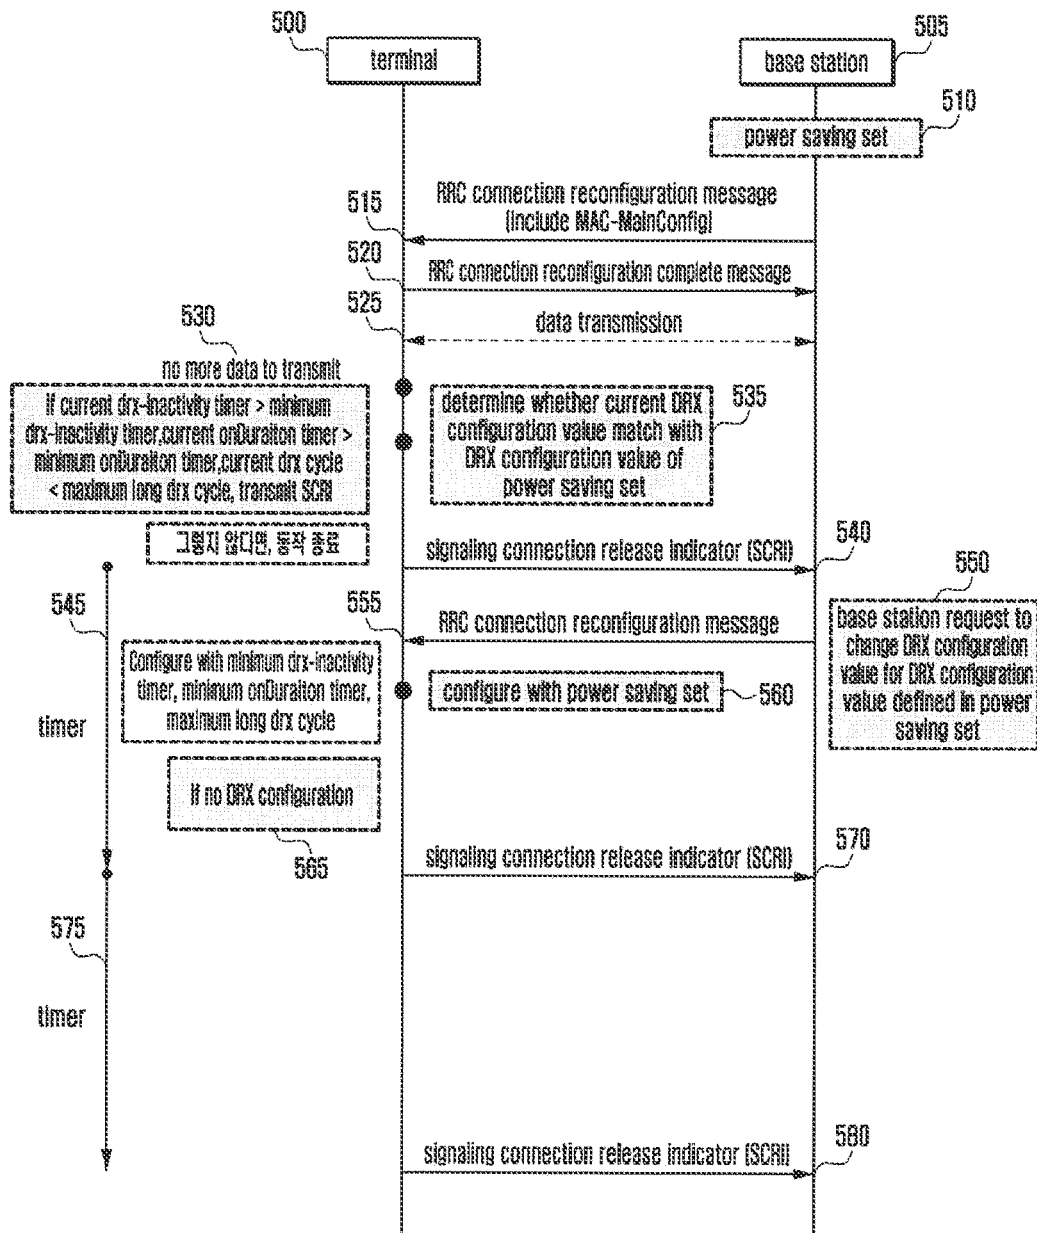 500
505
terminal
base station
510
power saving set
RRC connection reconfiguration message
(include MAC-MainConfig)
515
520
RRC connection reconfiguration complete message
525
data transmission
530
no more data to transmit
If current drx-inactivity timer > minimum
drx-inactivity timer,current onDuraiton timer >
minimum onDuraiton timer,current drx cycle
< maximum long drx cycle, transmit SCRI
determine whether current DRX
configuration value match with
DRX configuration value of
power saving set
535
그렇지 않다면, 동작 종료
signaling connection release indicator (SCRI)
540
545
timer
550
base station request to
change DRX configuration
value for DRX configuration
value defined in power
saving set
555
RRC connection reconfiguration message
Configure with minimum drx-inactivity
timer, minimum onDuraiton timer,
maximum long drx cycle
configure with power saving set
560
If no DRX configuration
565
signaling connection release indicator (SCRI)
570
575
timer
signaling connection release indicator (SCRI)
580